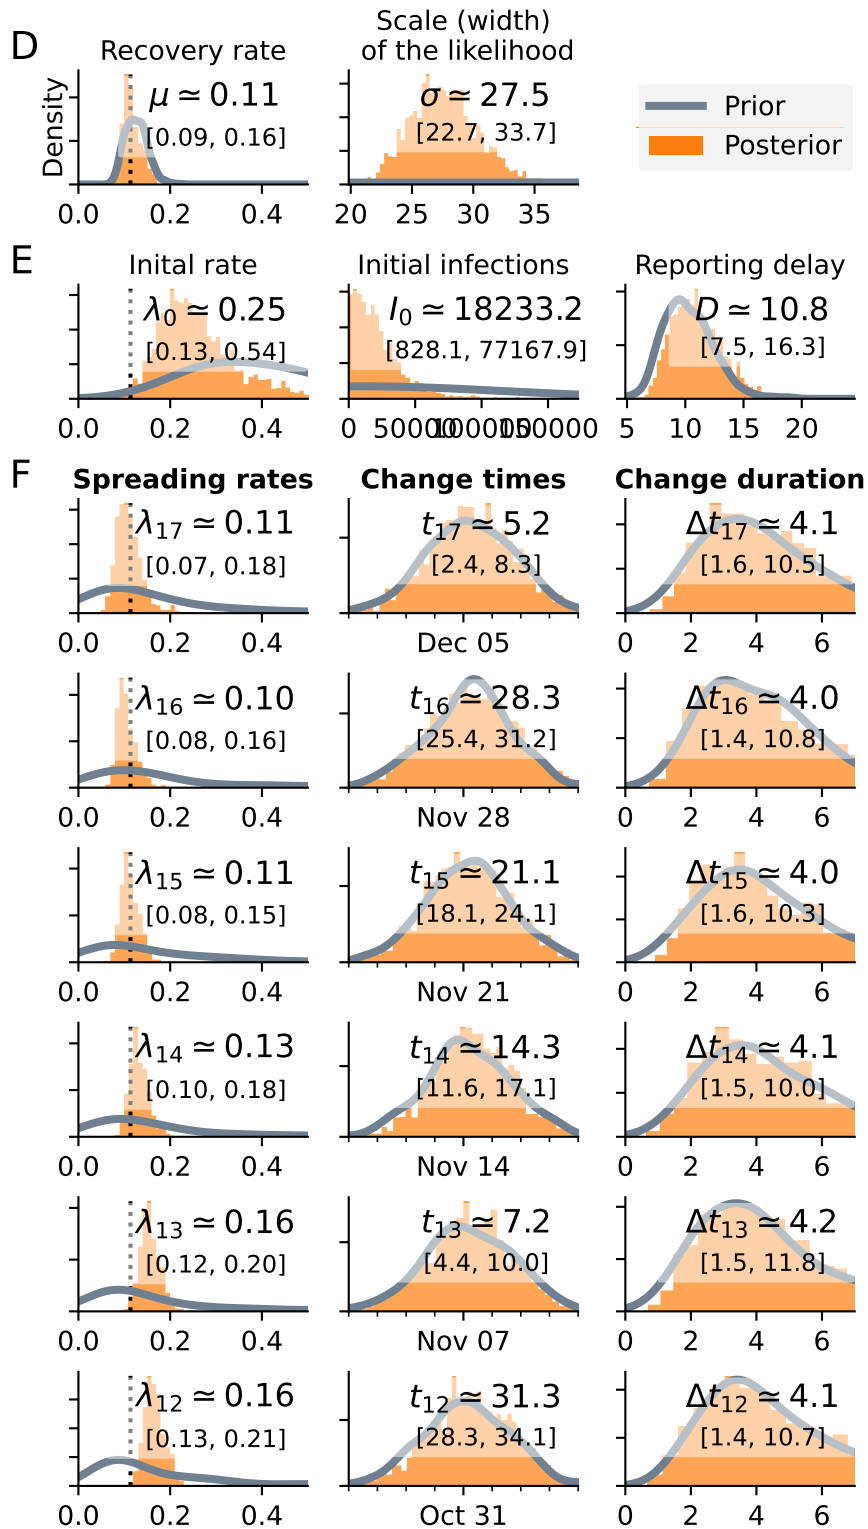 D
Recovery rate
Scale (width)
of the likelihood
Density
μ ≃ 0.11
[0.09, 0.16]
σ ≃ 27.5
[22.7, 33.7]
Prior
Posterior
0.0 0.2 0.4
20 25 30 35
E
Inital rate
Initial infections
Reporting delay
λ0 ≃ 0.25
[0.13, 0.54]
I0 ≃ 18233.2
[828.1, 77167.9]
D ≃ 10.8
[7.5, 16.3]
0.0 0.2 0.4
0 50000 100000 150000
5 10 15 20
F
Spreading rates
Change times
Change duration
λ17 ≃ 0.11
[0.07, 0.18]
t17 ≃ 5.2
[2.4, 8.3]
Δt17 ≃ 4.1
[1.6, 10.5]
0.0 0.2 0.4
Dec 05
0 2 4 6
λ16 ≃ 0.10
[0.08, 0.16]
t16 ≃ 28.3
[25.4, 31.2]
Δt16 ≃ 4.0
[1.4, 10.8]
0.0 0.2 0.4
Nov 28
0 2 4 6
λ15 ≃ 0.11
[0.08, 0.15]
t15 ≃ 21.1
[18.1, 24.1]
Δt15 ≃ 4.0
[1.6, 10.3]
0.0 0.2 0.4
Nov 21
0 2 4 6
λ14 ≃ 0.13
[0.10, 0.18]
t14 ≃ 14.3
[11.6, 17.1]
Δt14 ≃ 4.1
[1.5, 10.0]
0.0 0.2 0.4
Nov 14
0 2 4 6
λ13 ≃ 0.16
[0.12, 0.20]
t13 ≃ 7.2
[4.4, 10.0]
Δt13 ≃ 4.2
[1.5, 11.8]
0.0 0.2 0.4
Nov 07
0 2 4 6
λ12 ≃ 0.16
[0.13, 0.21]
t12 ≃ 31.3
[28.3, 34.1]
Δt12 ≃ 4.1
[1.4, 10.7]
0.0 0.2 0.4
Oct 31
0 2 4 6